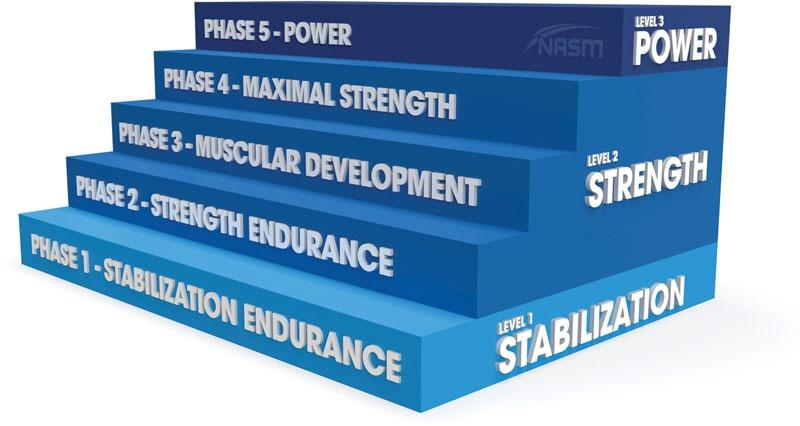 PHASE 5 - POWER
NASM
LEVEL 3
POWER
PHASE 4 - MAXIMAL STRENGTH
PHASE 3 - MUSCULAR DEVELOPMENT
LEVEL 2
STRENGTH
PHASE 2 - STRENGTH ENDURANCE
PHASE 1 - STABILIZATION ENDURANCE
LEVEL 1
STABILIZATION